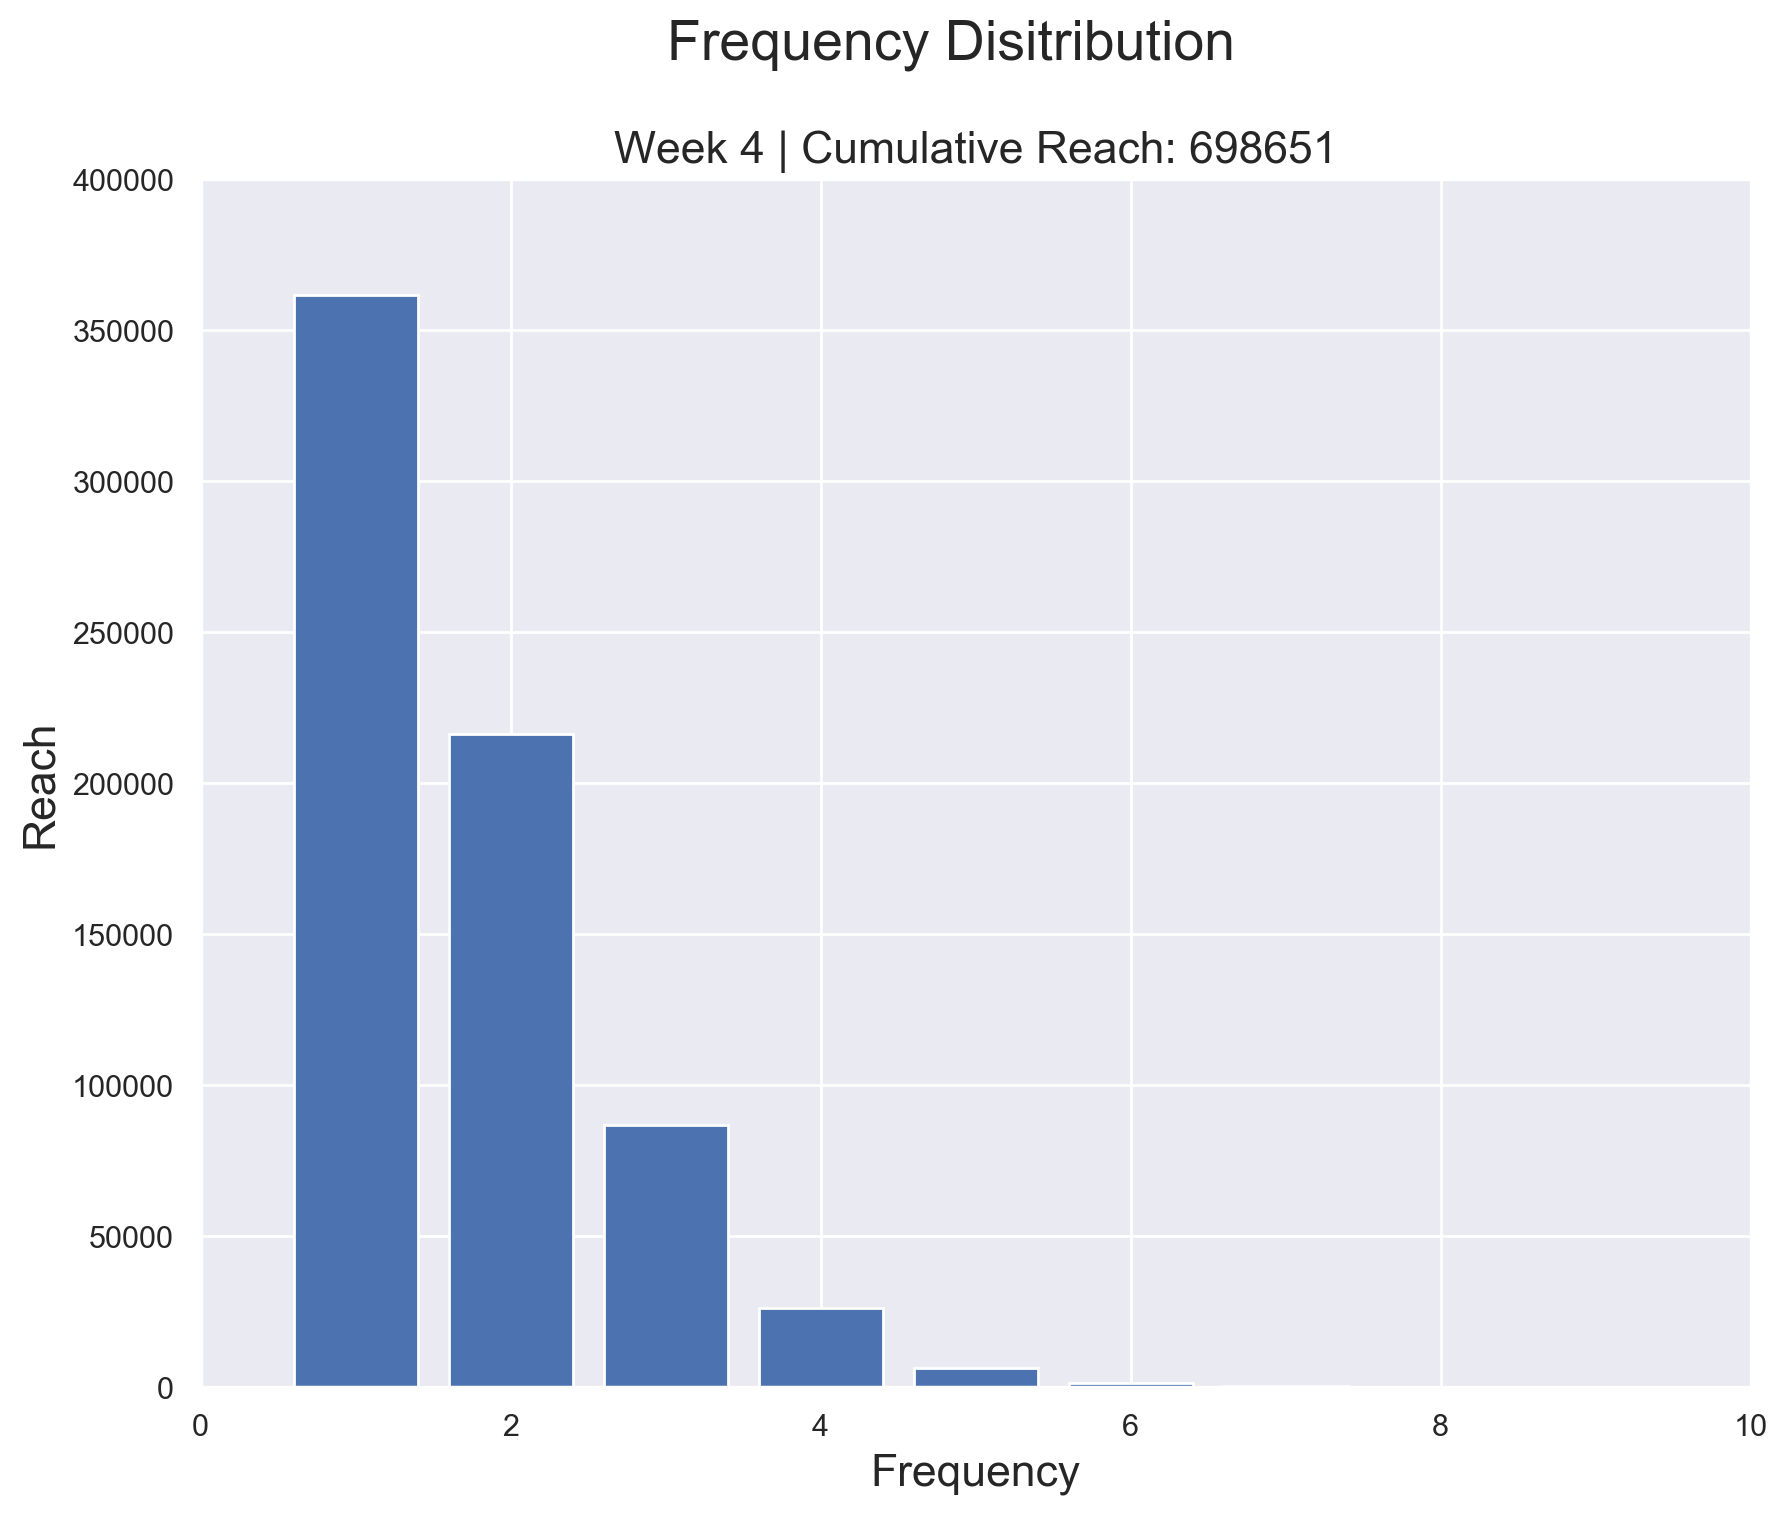 Frequency Disitribution
Week 4 | Cumulative Reach: 698651
400000
350000
300000
250000
200000
150000
100000
50000
0
Reach
0 2 4 6 8 10
Frequency